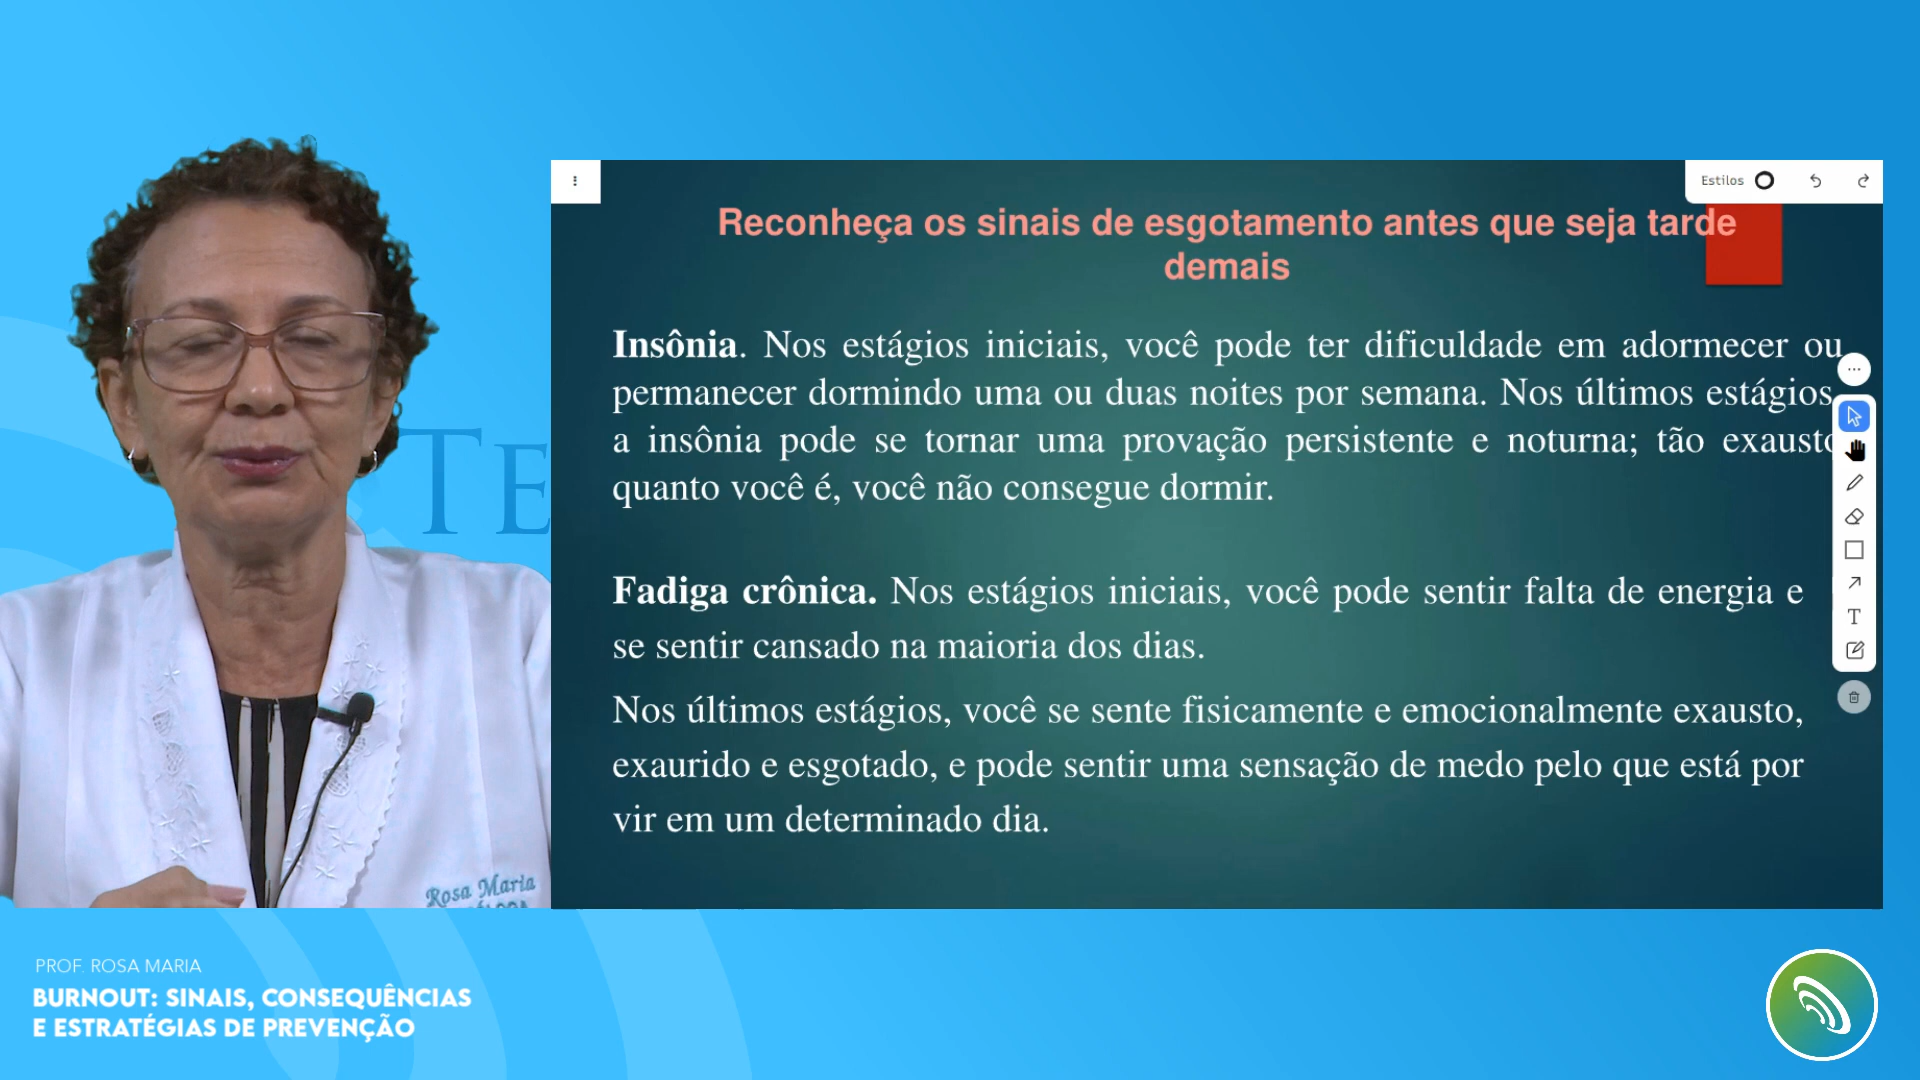 Estilos
Reconheça os sinais de esgotamento antes que seja tarde
demais
Insônia. Nos estágios iniciais, você pode ter dificuldade em adormecer ou
permanecer dormindo uma ou duas noites por semana. Nos últimos estágios,
a insônia pode se tornar uma provação persistente e noturna; tão exausto
quanto você é, você não consegue dormir.
Fadiga crônica. Nos estágios iniciais, você pode sentir falta de energia e
se sentir cansado na maioria dos dias.
Nos últimos estágios, você se sente fisicamente e emocionalmente exausto,
exaurido e esgotado, e pode sentir uma sensação de medo pelo que está por
vir em um determinado dia.
TE
T
Rosa Maria
PROF. ROSA MARIA
BURNOUT: SINAIS, CONSEQUÊNCIAS
E ESTRATÉGIAS DE PREVENÇÃO